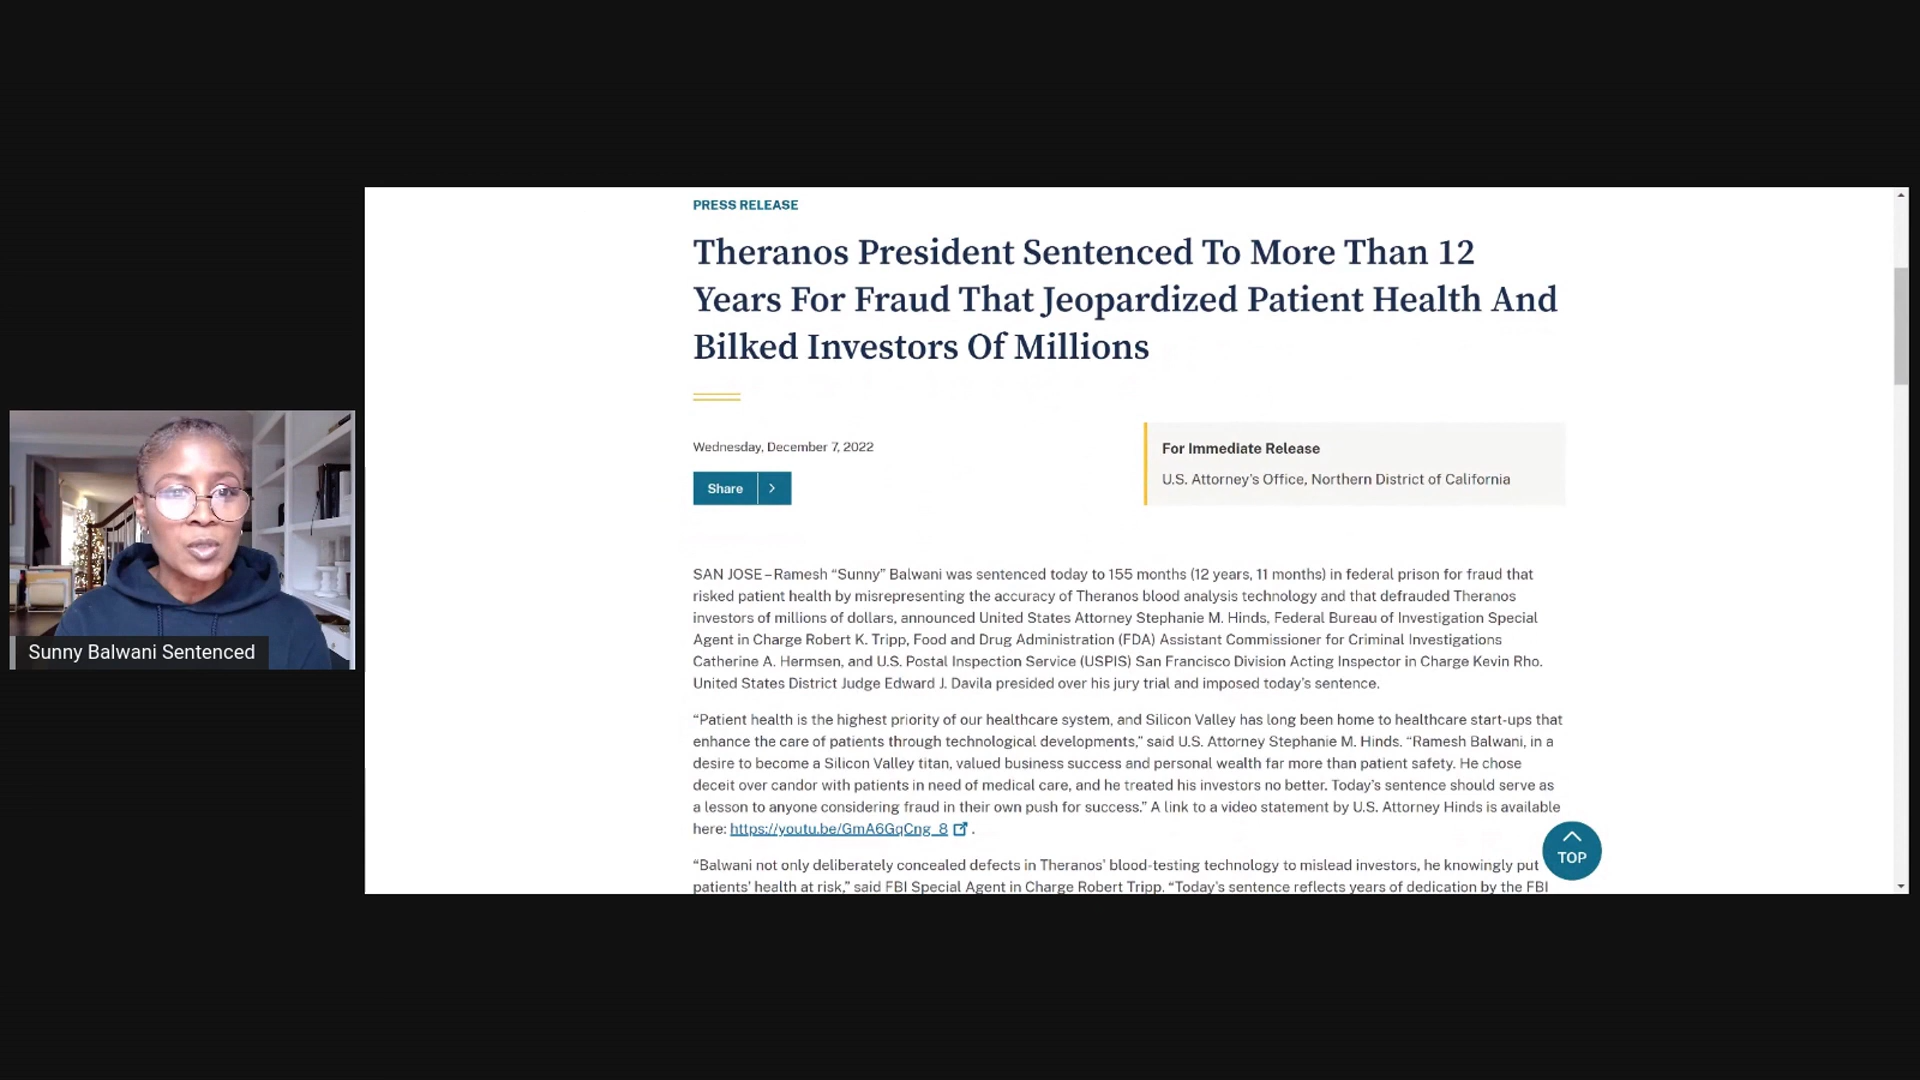 PRESS RELEASE
Theranos President Sentenced To More Than 12
Years For Fraud That Jeopardized Patient Health And
Bilked Investors Of Millions
Wednesday, December 7, 2022
Share
For Immediate Release
U.S. Attorney's Office, Northern District of California
SAN JOSE – Ramesh “Sunny” Balwani was sentenced today to 155 months (12 years, 11 months) in federal prison for fraud that
risked patient health by misrepresenting the accuracy of Theranos blood analysis technology and that defrauded Theranos
investors of millions of dollars, announced United States Attorney Stephanie M. Hinds, Federal Bureau of Investigation Special
Agent in Charge Robert K. Tripp, Food and Drug Administration (FDA) Assistant Commissioner for Criminal Investigations
Catherine A. Hermsen, and U.S. Postal Inspection Service (USPIS) San Francisco Division Acting Inspector in Charge Kevin Rho.
United States District Judge Edward J. Davila presided over his jury trial and imposed today’s sentence.
“Patient health is the highest priority of our healthcare system, and Silicon Valley has long been home to healthcare start-ups that
enhance the care of patients through technological developments,” said U.S. Attorney Stephanie M. Hinds. “Ramesh Balwani, in a
desire to become a Silicon Valley titan, valued business success and personal wealth far more than patient safety. He chose
deceit over candor with patients in need of medical care, and he treated his investors no better. Today’s sentence should serve as
a lesson to anyone considering fraud in their own push for success.” A link to a video statement by U.S. Attorney Hinds is available
here: https://youtu.be/GmA6GqCng_8 .
“Balwani not only deliberately concealed defects in Theranos’ blood-testing technology to mislead investors, he knowingly put
patients’ health at risk,” said FBI Special Agent in Charge Robert Tripp. “Today’s sentence reflects years of dedication by the FBI
TOP
Sunny Balwani Sentenced